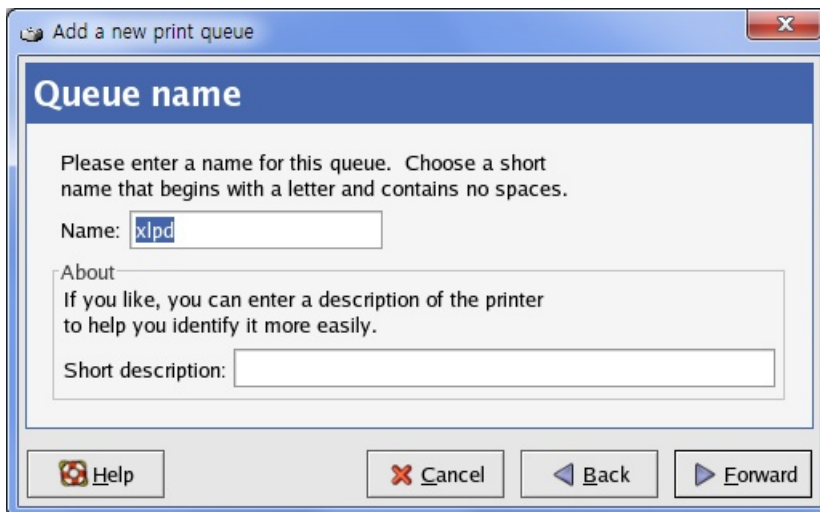 Add a new print queue
Queue name
Please enter a name for this queue.  Choose a short
name that begins with a letter and contains no spaces.
Name: xlpd
About
If you like, you can enter a description of the printer
to help you identify it more easily.
Short description:
Help
Cancel
Back
Forward